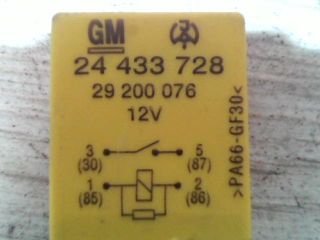 GM
24 433 728
29 200 076
12V
3 5
(30) (87)
1 2
(85) (86)
>PA66-GF30<